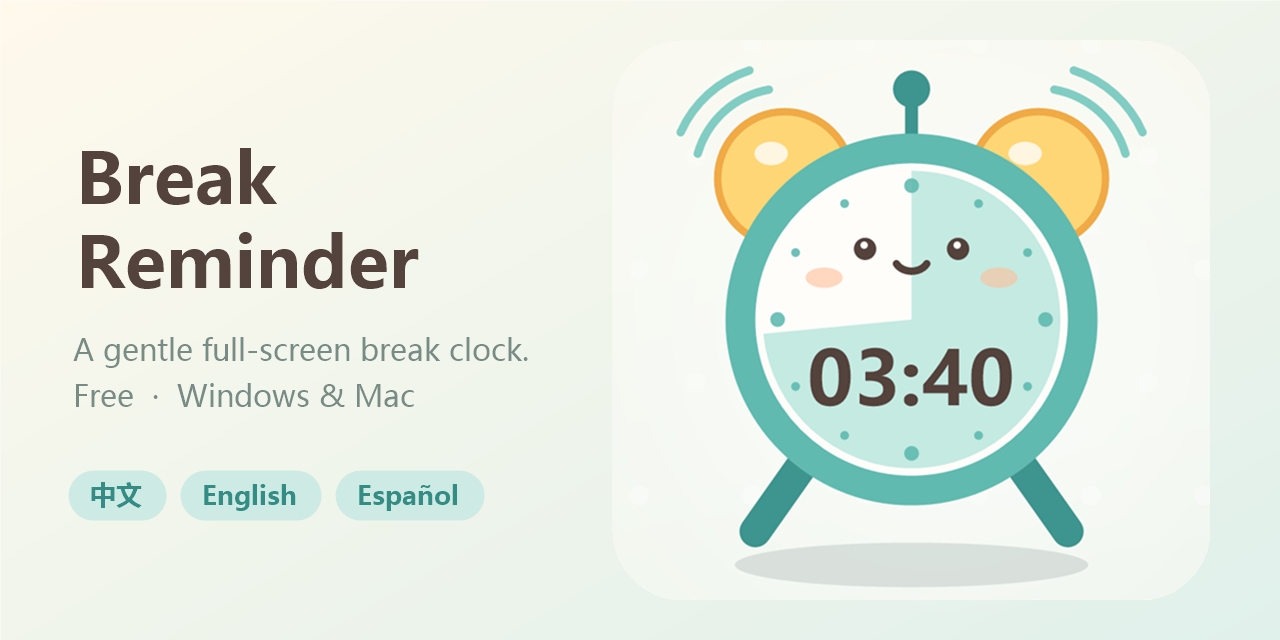 Break
Reminder
A gentle full-screen break clock.
Free · Windows & Mac
中文 English Español
03:40